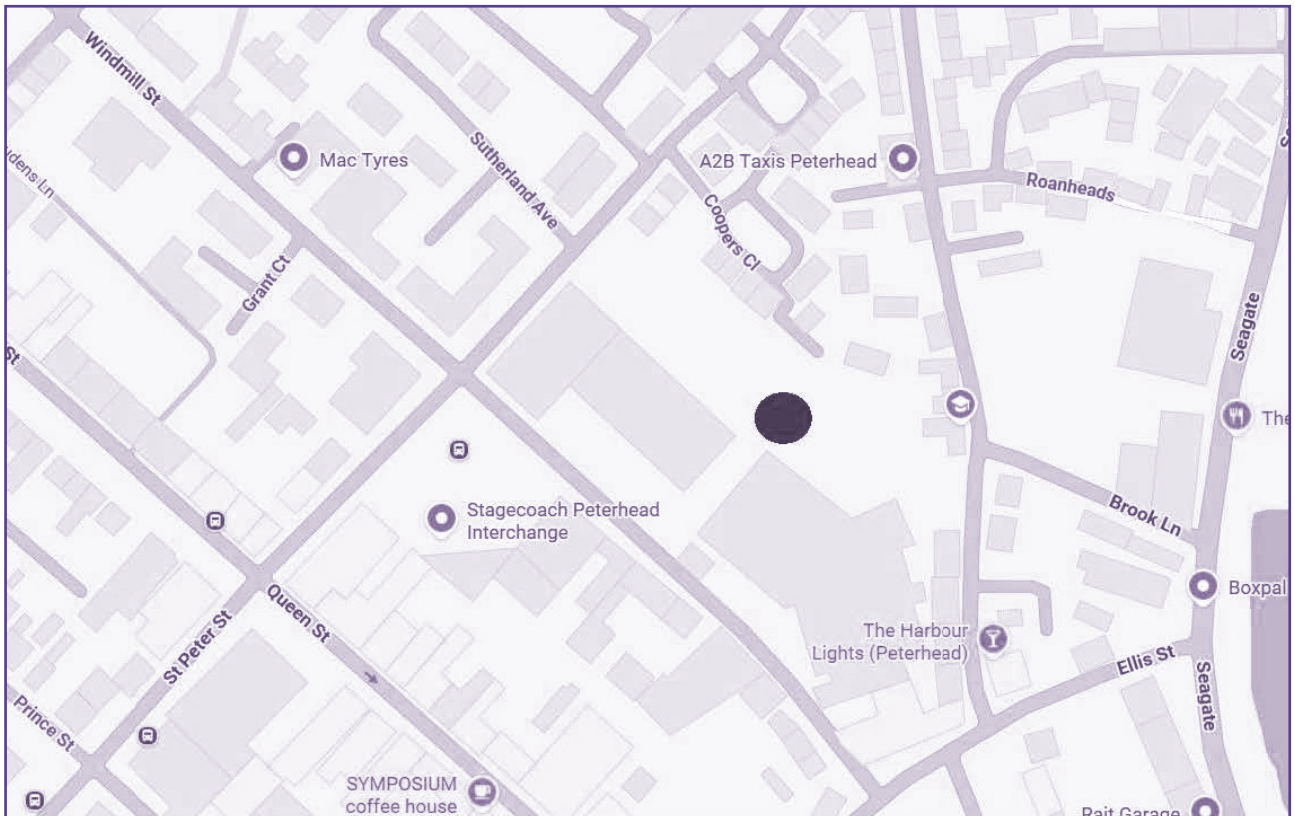 Windmill St
Mac Tyres
Sutherland Ave
A2B Taxis Peterhead
Roanheads
Coopers Cl
Grant Ct
Seagate
St
The
Stagecoach Peterhead
Interchange
Brook Ln
Boxpal
Queen St
St Peter St
The Harbour
Lights (Peterhead)
Ellis St
Seagate
Prince St
SYMPOSIUM
coffee house
Rait Garage